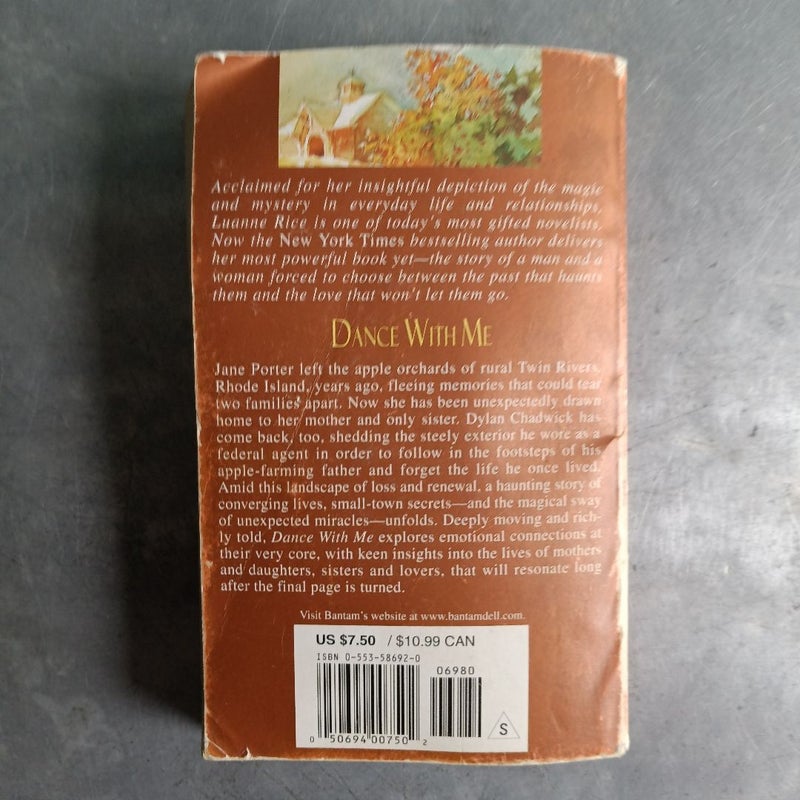 Acclaimed for her insightful depiction of the magic
and mystery in everyday life and relationships,
Luanne Rice is one of today's most gifted novelists.
Now the New York Times bestselling author delivers
her most powerful book yet—the story of a man and a
woman forced to choose between the past that haunts
them and the love that won't let them go.
DANCE WITH ME
Jane Porter left the apple orchards of rural Twin Rivers,
Rhode Island, years ago, fleeing memories that could tear
two families apart. Now she has been unexpectedly drawn
home to her mother and only sister. Dylan Chadwick has
come back, too, shedding the steely exterior he wore as a
federal agent in order to follow in the footsteps of his
apple-farming father and forget the life he once lived.
Amid this landscape of loss and renewal, a haunting story of
converging lives, small-town secrets—and the magical sway
of unexpected miracles—unfolds. Deeply moving and rich-
ly told, Dance With Me explores emotional connections at
their very core, with keen insights into the lives of mothers
and daughters, sisters and lovers, that will resonate long
after the final page is turned.
Visit Bantam's website at www.bantamdell.com.
US $7.50 / $10.99 CAN
ISBN 0-553-58692-0
06980
S
0 50694 00750 2